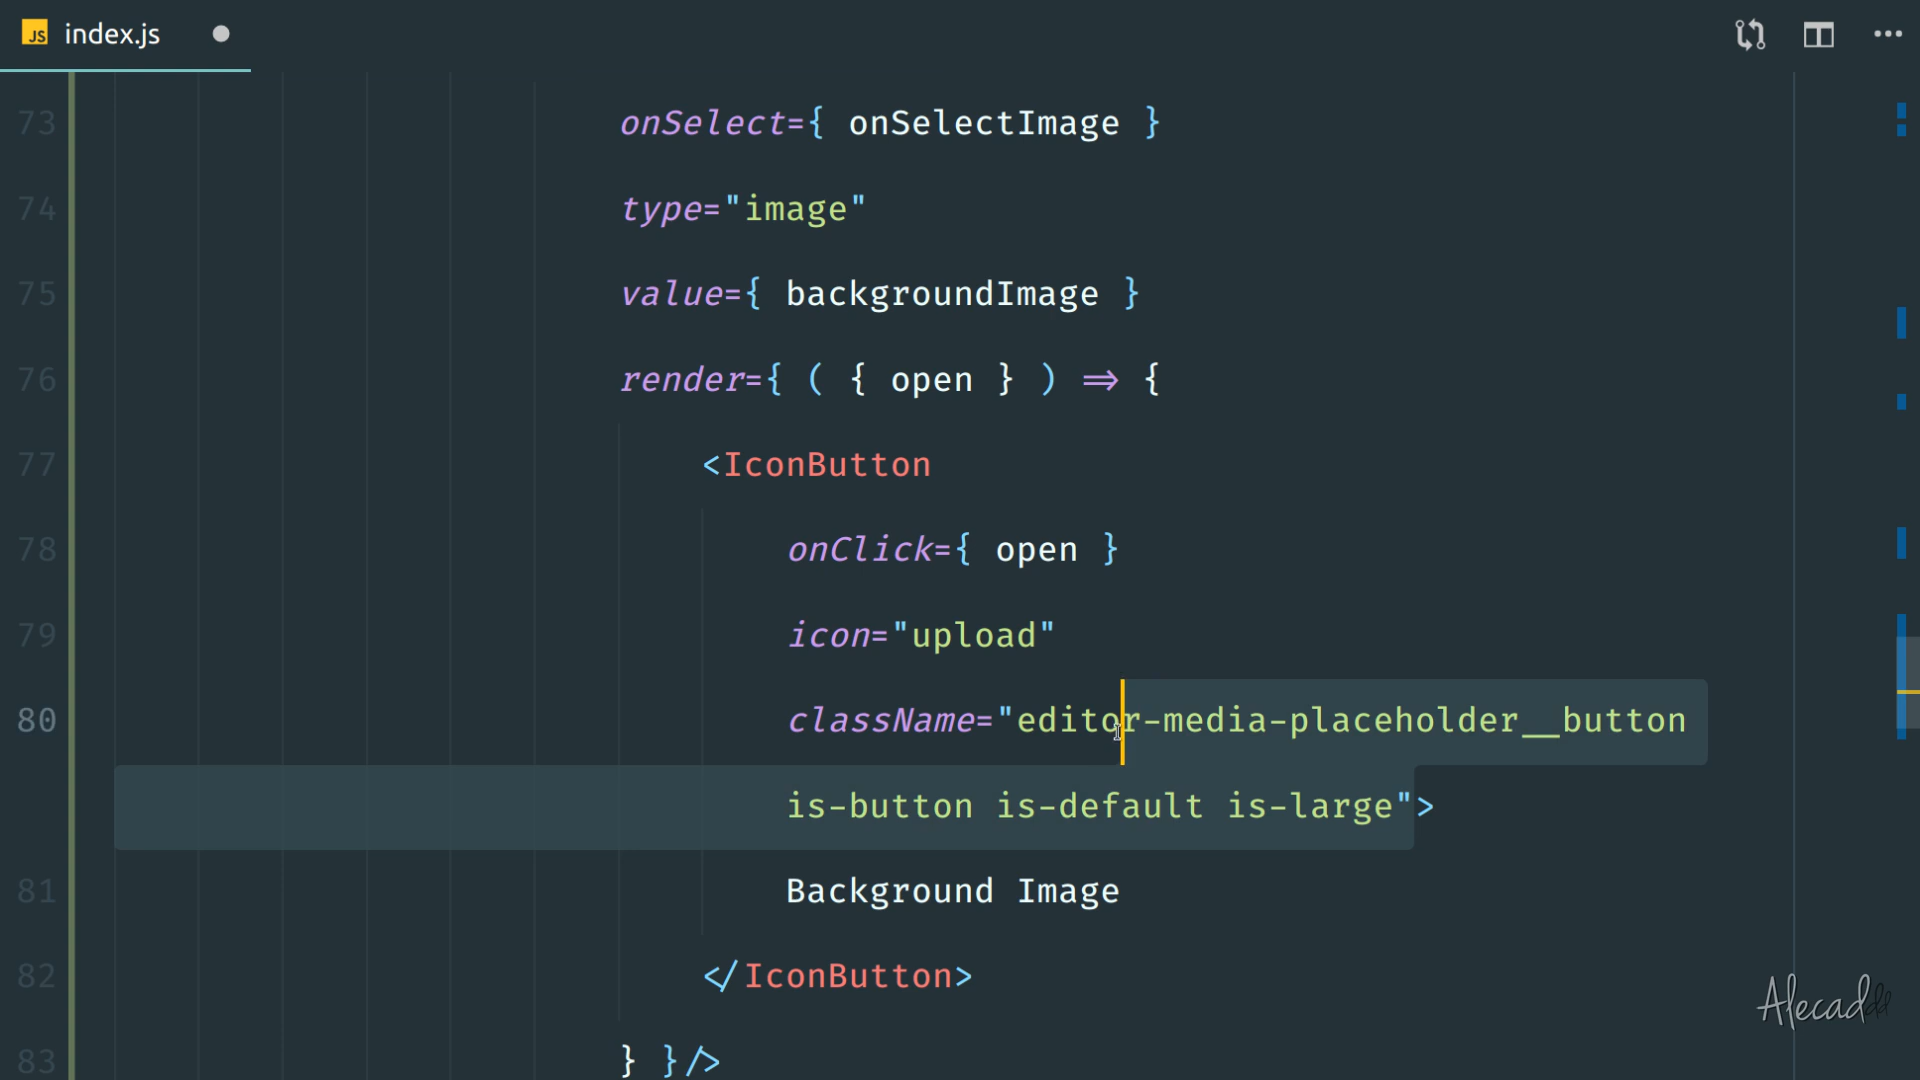 JS index.js
73 onSelect={ onSelectImage }
74 type="image"
75 value={ backgroundImage }
76 render={ ( { open } ) => {
77 <IconButton
78 onClick={ open }
79 icon="upload"
80 className="editor-media-placeholder__button
is-button is-default is-large">
81 Background Image
82 </IconButton>
83 } }/>
Alecaddd